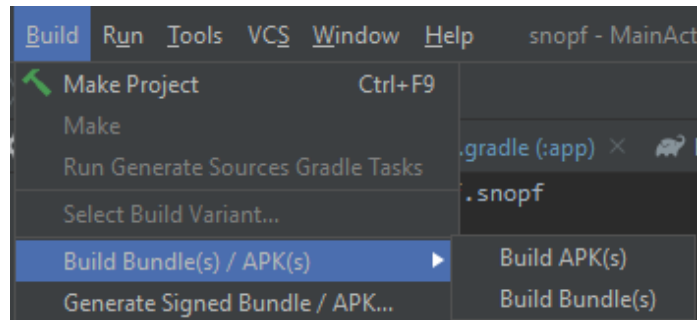 Build Run Tools VCS Window Help snopf - MainAct
Make Project Ctrl+F9
Make
.gradle (:app)
Run Generate Sources Gradle Tasks
.snopf
Select Build Variant...
Build Bundle(s) / APK(s)
Build APK(s)
Generate Signed Bundle / APK...
Build Bundle(s)